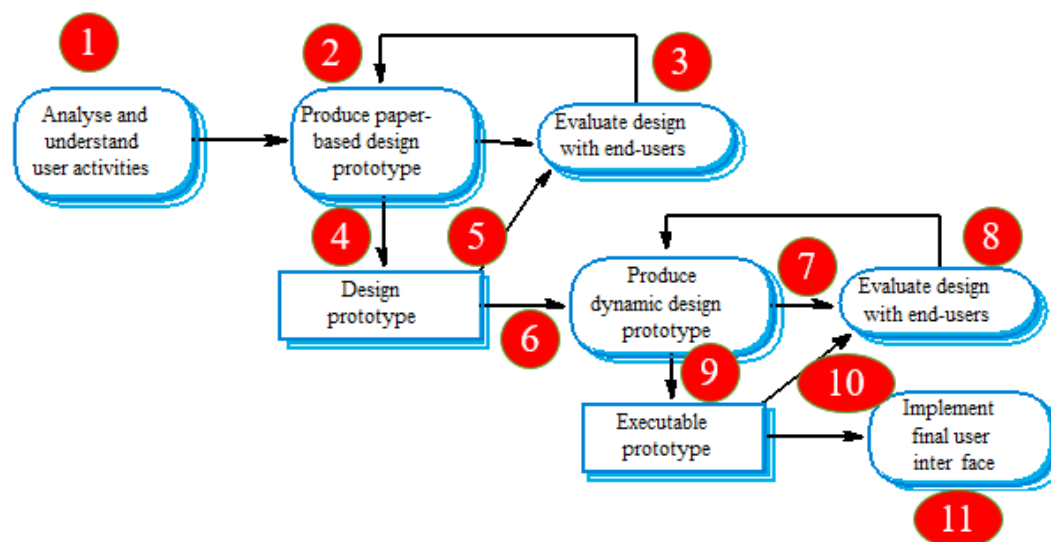 1
Analyse and
understand
user activities
2
Produce paper-
based design
prototype
3
Evaluate design
with end-users
4
5
Design
prototype
6
Produce
dynamic design
prototype
7
8
Evaluate design
with end-users
9
10
Executable
prototype
Implement
final user
inter face
11